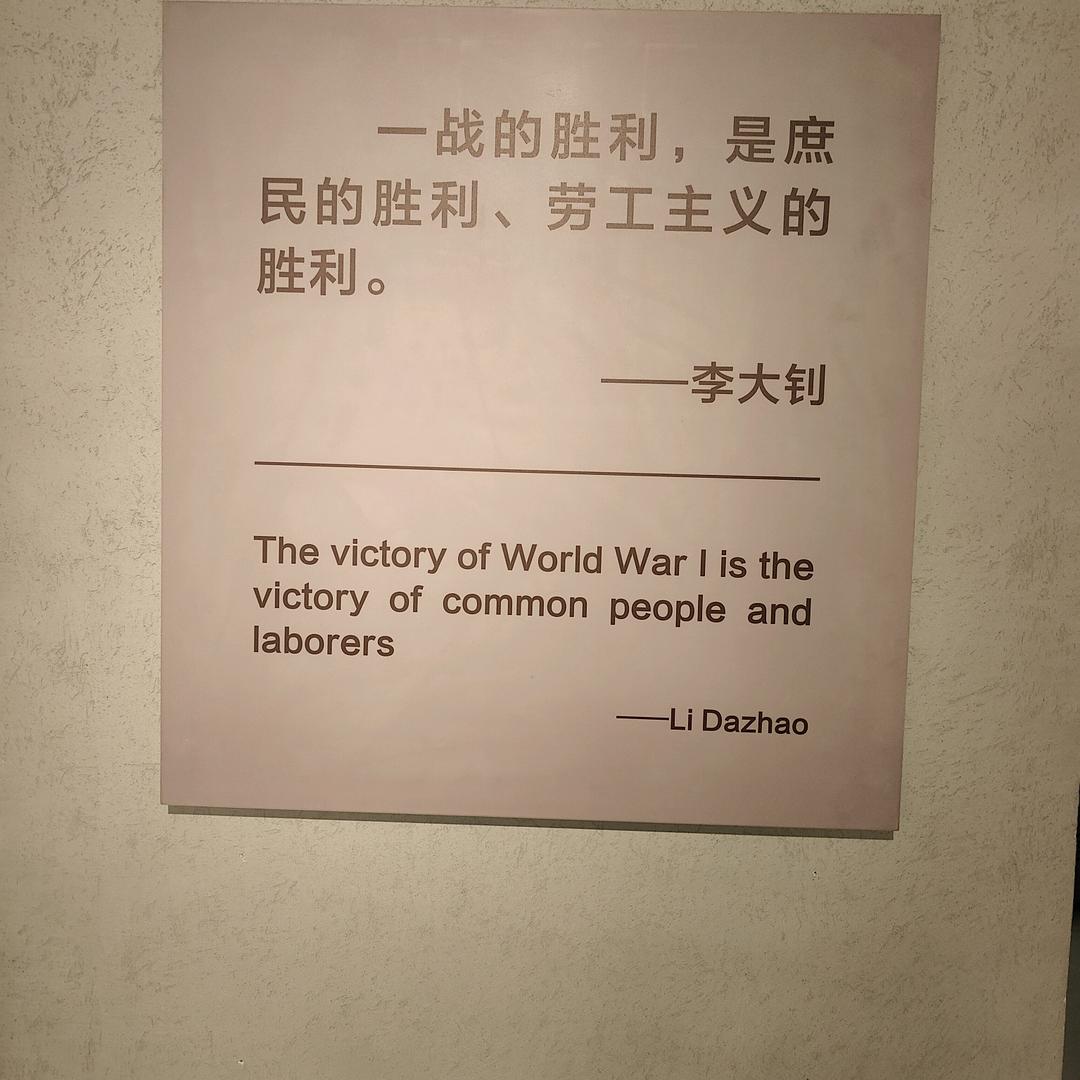 一战的胜利，是庶
民的胜利、劳工主义的
胜利。
——李大钊
The victory of World War I is the
victory of common people and
laborers
——Li Dazhao